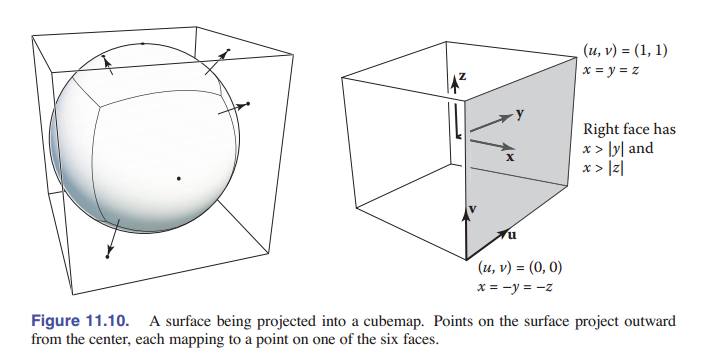 (u, v) = (1, 1)
x = y = z
z
y
x
Right face has
x > |y| and
x > |z|
v
u
(u, v) = (0, 0)
x = −y = −z
Figure 11.10. A surface being projected into a cubemap. Points on the surface project outward
from the center, each mapping to a point on one of the six faces.